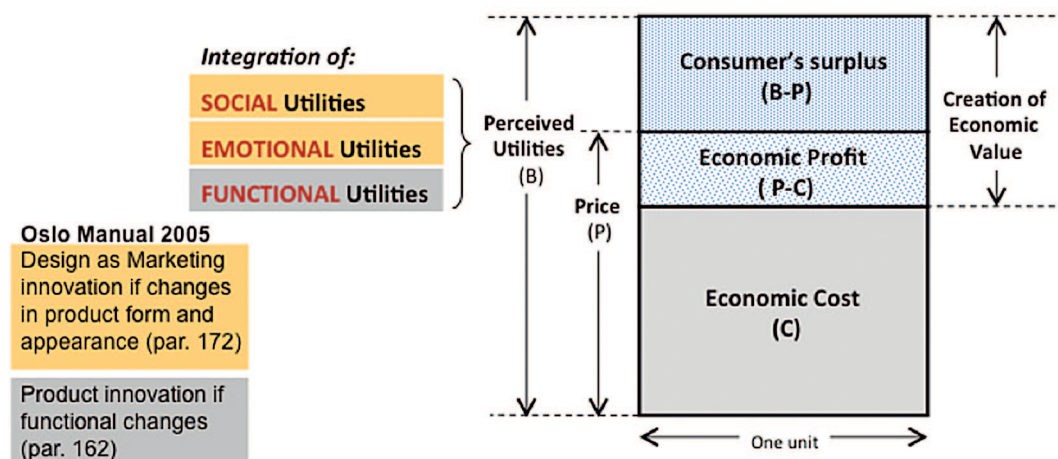 Integration of:
SOCIAL Utilities
EMOTIONAL Utilities
FUNCTIONAL Utilities
Oslo Manual 2005
Design as Marketing
innovation if changes
in product form and
appearance (par. 172)
Product innovation if
functional changes
(par. 162)
Perceived
Utilities
(B)
Price
(P)
Consumer's surplus
(B-P)
Economic Profit
( P-C)
Economic Cost
(C)
One unit
Creation of
Economic
Value